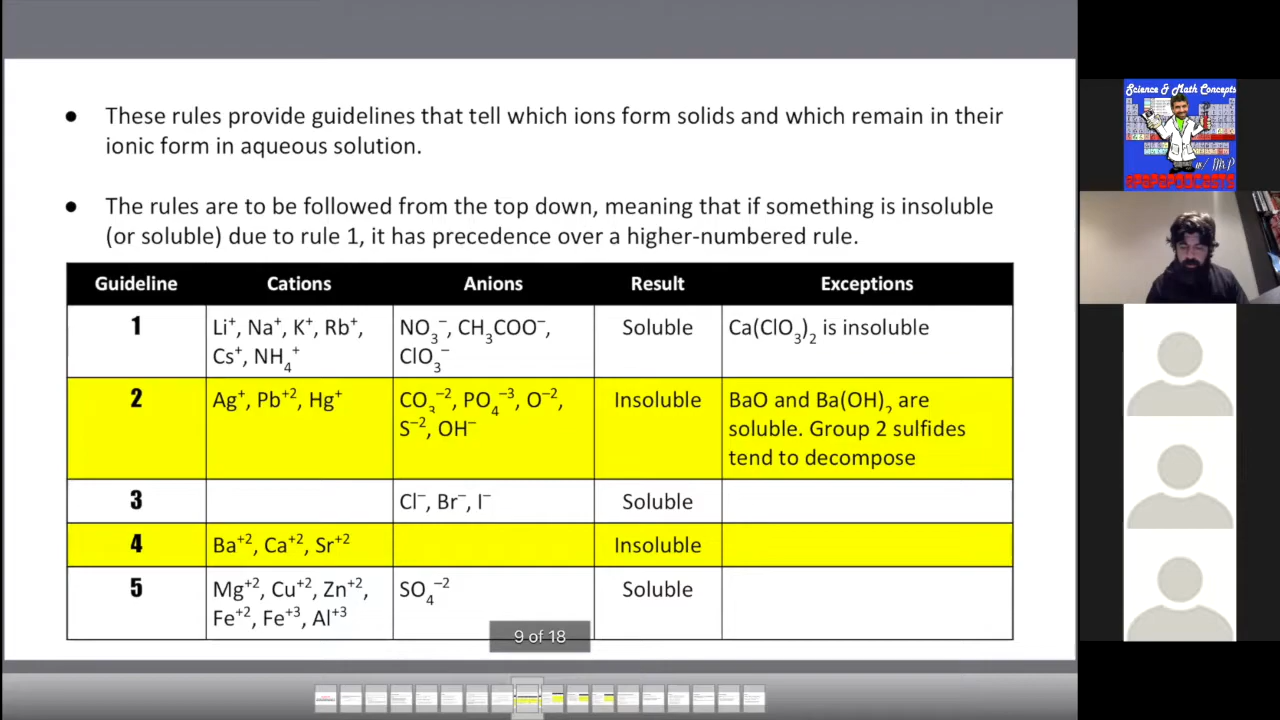 ● These rules provide guidelines that tell which ions form solids and which remain in their
ionic form in aqueous solution.
● The rules are to be followed from the top down, meaning that if something is insoluble
(or soluble) due to rule 1, it has precedence over a higher-numbered rule.
Guideline Cations Anions Result Exceptions
1 Li⁺, Na⁺, K⁺, Rb⁺, NO₃⁻, CH₃COO⁻, Soluble Ca(ClO₃)₂ is insoluble
Cs⁺, NH₄⁺ ClO₃⁻
2 Ag⁺, Pb⁺², Hg⁺ CO₃⁻², PO₄⁻³, O⁻², Insoluble BaO and Ba(OH)₂ are
S⁻², OH⁻ soluble. Group 2 sulfides
tend to decompose
3 Cl⁻, Br⁻, I⁻ Soluble
4 Ba⁺², Ca⁺², Sr⁺² Insoluble
5 Mg⁺², Cu⁺², Zn⁺², SO₄⁻² Soluble
Fe⁺², Fe⁺³, Al⁺³
9 of 18
Science & Math Concepts
w/ Mr.P
#PAPAPODCASTS